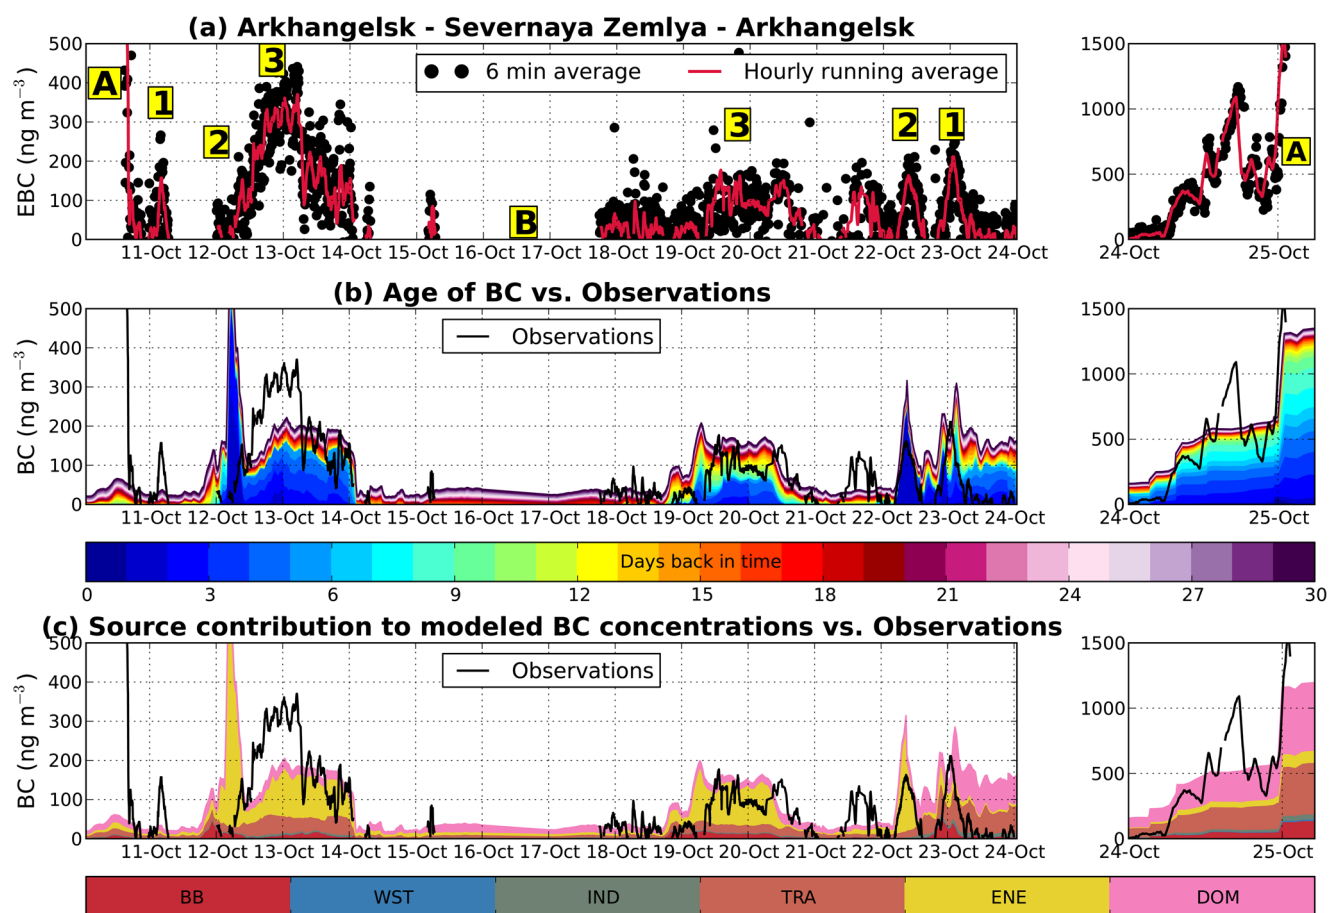 (a) Arkhangelsk - Severnaya Zemlya - Arkhangelsk
EBC (ng m⁻³)
500
400
300
200
100
0
A
1
2
3
B
3
2
1
6 min average
Hourly running average
11-Oct 12-Oct 13-Oct 14-Oct 15-Oct 16-Oct 17-Oct 18-Oct 19-Oct 20-Oct 21-Oct 22-Oct 23-Oct 24-Oct
1500
1000
500
0
A
24-Oct 25-Oct
(b) Age of BC vs. Observations
BC (ng m⁻³)
500
400
300
200
100
0
Observations
11-Oct 12-Oct 13-Oct 14-Oct 15-Oct 16-Oct 17-Oct 18-Oct 19-Oct 20-Oct 21-Oct 22-Oct 23-Oct 24-Oct
1500
1000
500
0
24-Oct 25-Oct
Days back in time
0 3 6 9 12 15 18 21 24 27 30
(c) Source contribution to modeled BC concentrations vs. Observations
BC (ng m⁻³)
500
400
300
200
100
0
Observations
11-Oct 12-Oct 13-Oct 14-Oct 15-Oct 16-Oct 17-Oct 18-Oct 19-Oct 20-Oct 21-Oct 22-Oct 23-Oct 24-Oct
1500
1000
500
0
24-Oct 25-Oct
BB WST IND TRA ENE DOM